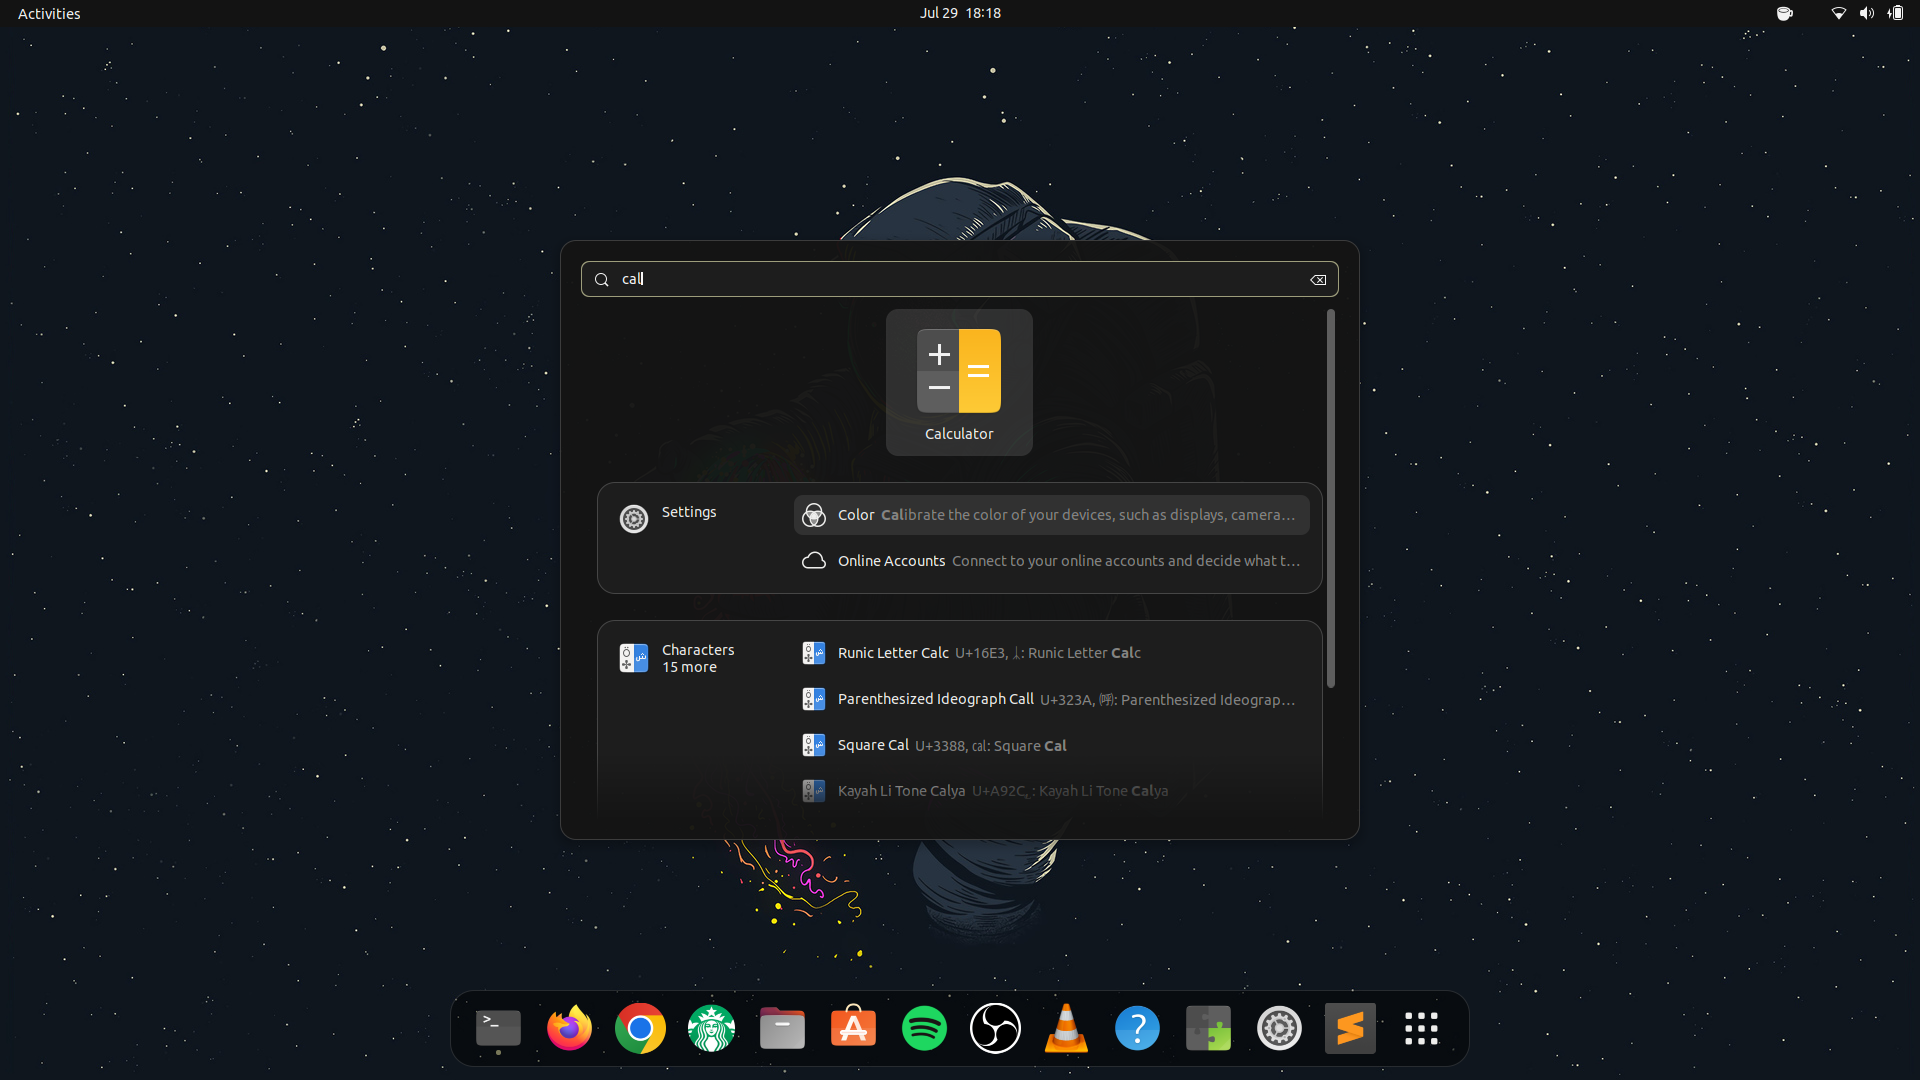 Activities
Jul 29 18:18
cal
Calculator
Settings
Color Calibrate the color of your devices, such as displays, camera…
Online Accounts Connect to your online accounts and decide what t…
Characters
15 more
Runic Letter Calc U+16E3, ᛣ: Runic Letter Calc
Parenthesized Ideograph Call U+323A, ㈺: Parenthesized Ideograp…
Square Cal U+3388, ㎈: Square Cal
Kayah Li Tone Calya U+A92C, ꤬: Kayah Li Tone Calya